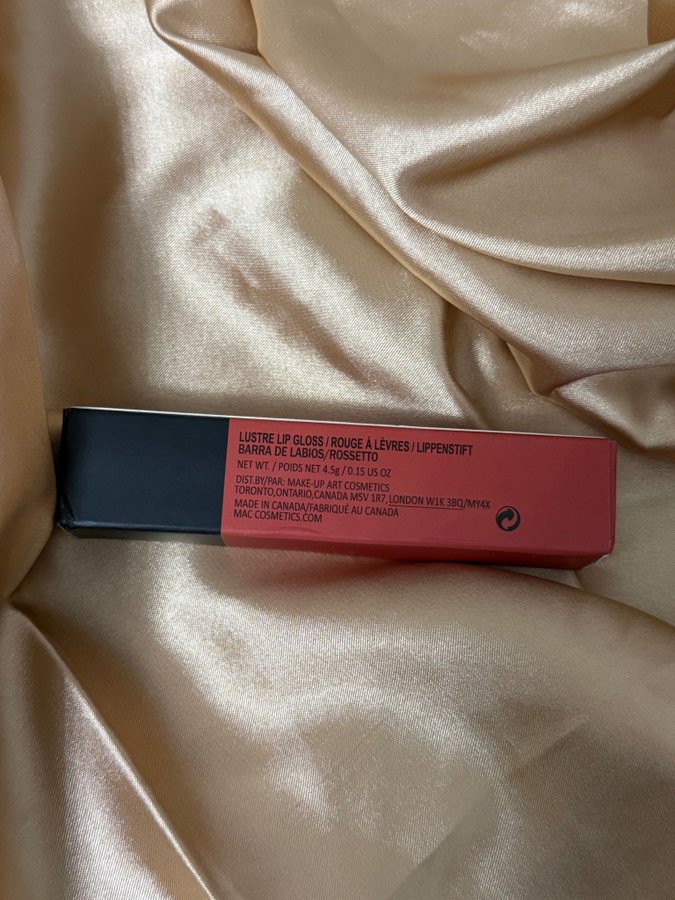 LUSTRE LIP GLOSS / ROUGE À LÈVRES / LIPPENSTIFT
BARRA DE LABIOS/ROSSETTO
NET WT. / POIDS NET 4.5g / 0.15 US OZ
DIST.BY/PAR: MAKE-UP ART COSMETICS
TORONTO,ONTARIO,CANADA M5V 1R7,LONDON W1K 3BQ/MY4X
MADE IN CANADA/FABRIQUÉ AU CANADA
MAC COSMETICS.COM